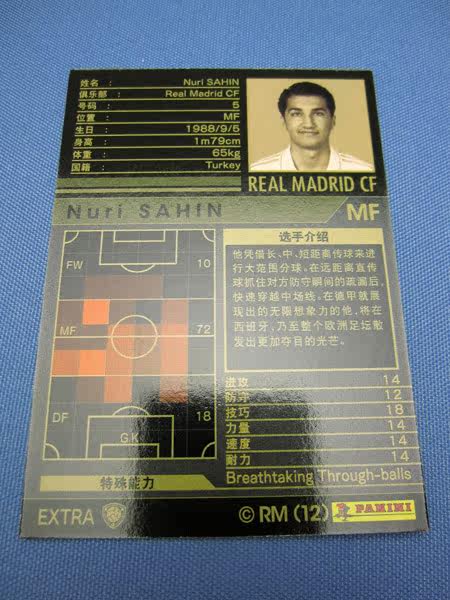 姓名 : Nuri SAHIN
俱乐部 : Real Madrid CF
号码 : 5
位置 : MF
生日 : 1988/9/5
身高 : 1m79cm
体重 : 65kg
国籍 : Turkey
REAL MADRID CF
Nuri SAHIN MF
FW 10
MF 72
DF 18
G.K
选手介绍
他凭借长、中、短距离传球来进
行大范围分球。在远距离直传
球抓住对方防守瞬间的疏漏后,
快速穿越中场线。在德甲就展
现出的无限想象力的他,将在
西班牙,乃至整个欧洲足坛散
发出更加夺目的光芒。
进攻 14
防守 12
技巧 18
力量 14
速度 14
耐力 14
特殊能力 Breathtaking Through-balls
EXTRA
© RM (12) PANINI